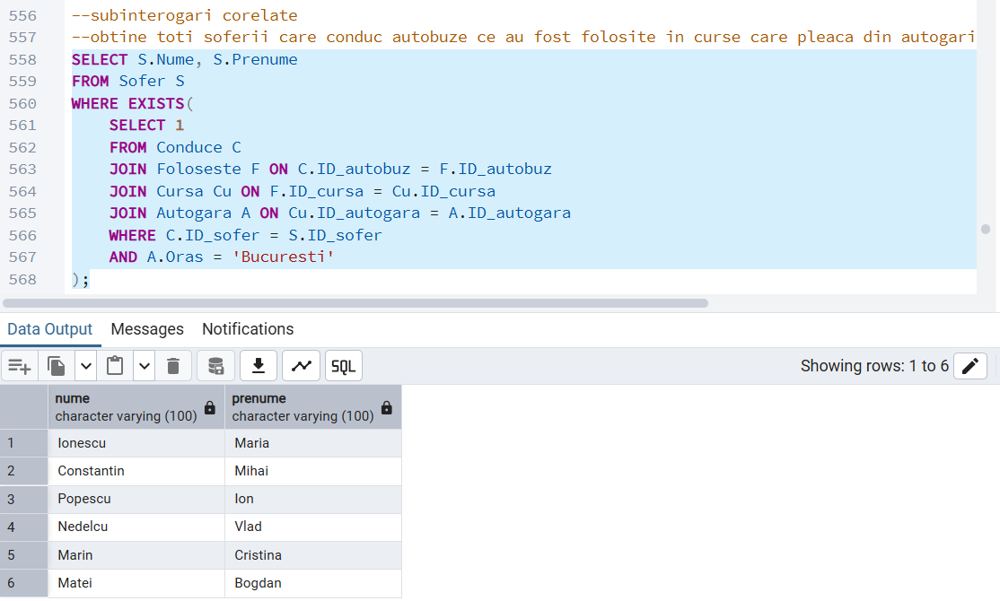 556 --subinterogari corelate
557 --obtine toti soferii care conduc autobuze ce au fost folosite in curse care pleaca din autogari
558 SELECT S.Nume, S.Prenume
559 FROM Sofer S
560 WHERE EXISTS(
561 SELECT 1
562 FROM Conduce C
563 JOIN Foloseste F ON C.ID_autobuz = F.ID_autobuz
564 JOIN Cursa Cu ON F.ID_cursa = Cu.ID_cursa
565 JOIN Autogara A ON Cu.ID_autogara = A.ID_autogara
566 WHERE C.ID_sofer = S.ID_sofer
567 AND A.Oras = 'Bucuresti'
568 );
Data Output Messages Notifications
SQL Showing rows: 1 to 6
nume prenume
character varying (100) character varying (100)
1 Ionescu Maria
2 Constantin Mihai
3 Popescu Ion
4 Nedelcu Vlad
5 Marin Cristina
6 Matei Bogdan